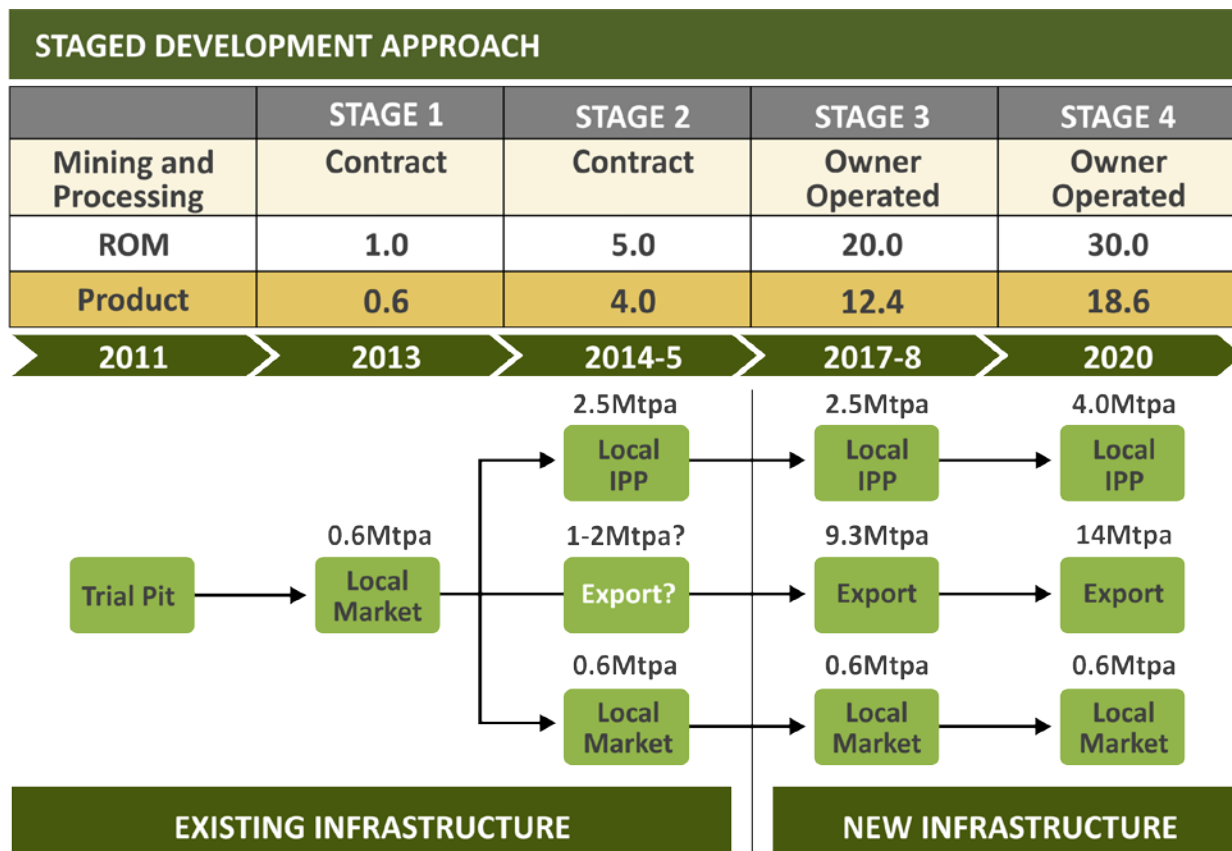 STAGED DEVELOPMENT APPROACH
STAGE 1 STAGE 2 STAGE 3 STAGE 4
Mining and Processing Contract Contract Owner Operated Owner Operated
ROM 1.0 5.0 20.0 30.0
Product 0.6 4.0 12.4 18.6
2011 2013 2014-5 2017-8 2020
2.5Mtpa 2.5Mtpa 4.0Mtpa
Local IPP Local IPP Local IPP
0.6Mtpa 1-2Mtpa? 9.3Mtpa 14Mtpa
Trial Pit Local Market Export? Export Export
0.6Mtpa 0.6Mtpa 0.6Mtpa
Local Market Local Market Local Market
EXISTING INFRASTRUCTURE NEW INFRASTRUCTURE